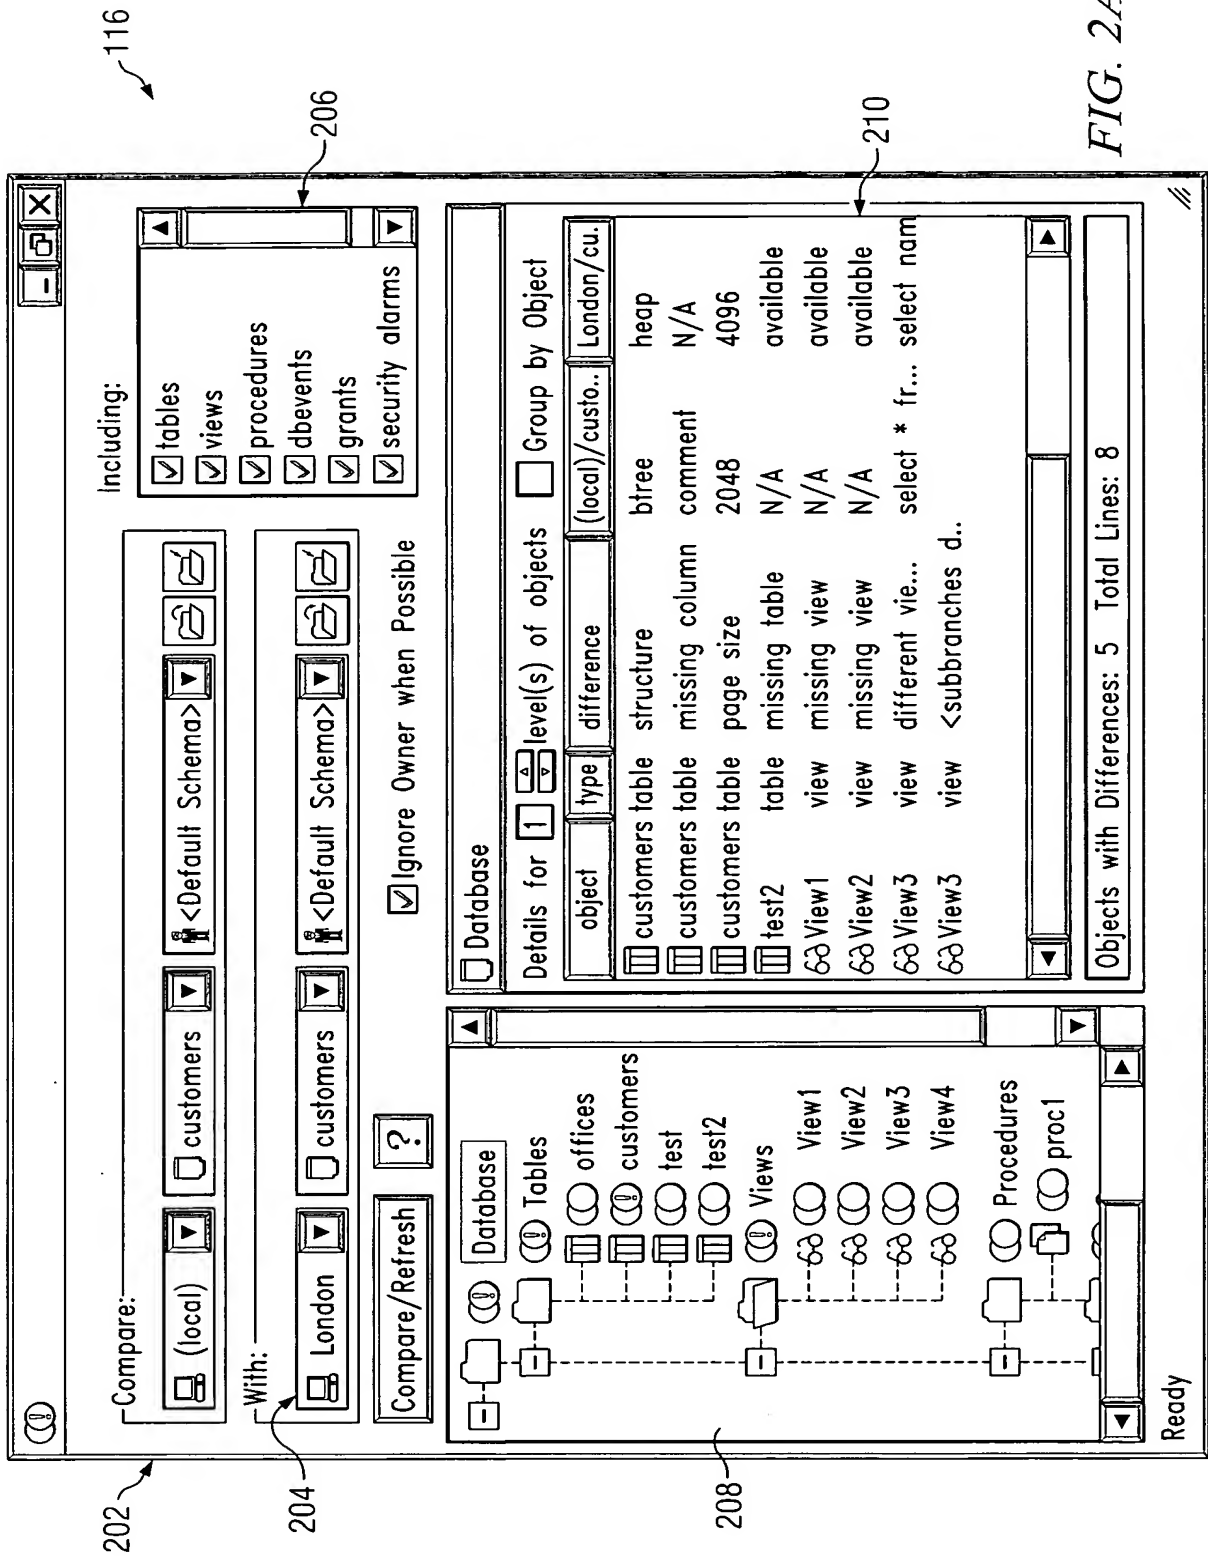 116
202
Compare:
(local) customers <Default Schema>
With:
204
London customers <Default Schema>
Including:
tables
views
procedures
dbevents
grants
security alarms
206
Compare/Refresh ? Ignore Owner when Possible
208
Database
Tables
offices
customers
test
test2
Views
View1
View2
View3
View4
Procedures
proc1
Database
Details for 1 level(s) of objects Group by Object
object type difference (local)/custo.. London/cu.
customers table structure btree heap
customers table missing column comment N/A
customers table page size 2048 4096
test2 table missing table N/A available
View1 view missing view N/A available
View2 view missing view N/A available
View3 view different vie... select * fr... select nam
View3 view <subbranches d..
210
Objects with Differences: 5 Total Lines: 8
Ready
FIG. 2A